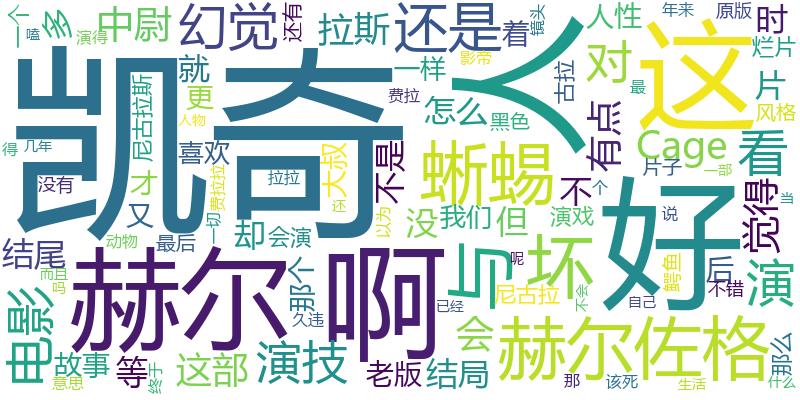 一个
多
中尉
幻觉
还有
拉斯
还是
着
镜头
人性
年来
原版
时
嗑
演得
就
影帝
一样
对
古拉
烂片
片
最
风格
凯奇
人
这
尼古拉斯
更
费拉
怎么
黑色
有点
Cage
看
人物
得
几年
喜欢
大叔
不是
蜥蜴
不
个
片子
一部
没有
才
费拉拉
拉拉
又
还
以为
没
我们
但
演戏
说
当
觉得
结尾
动物
最后
一切
却
会演
好
坏
与
呢
后
而且
吗
赫尔
那个
啊
尼古拉
鳄鱼
不错
演
电影
久违
已经
不会
自己
那么
故事
等
这部
演技
会
赫尔佐格
意思
终于
老版
结局
那
该死
生活
什么